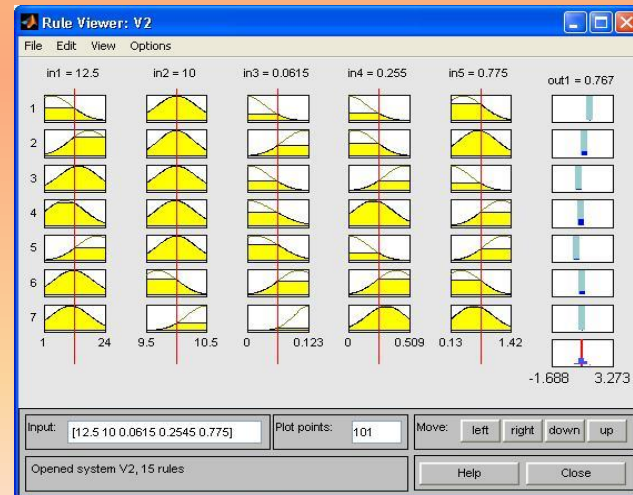 Rule Viewer: V2
File Edit View Options
in1 = 12.5 in2 = 10 in3 = 0.0615 in4 = 0.255 in5 = 0.775 out1 = 0.767
1
2
3
4
5
6
7
1 24 9.5 10.5 0 0.123 0 0.509 0.13 1.42
-1.688 3.273
Input: [12.5 10 0.0615 0.2545 0.775] Plot points: 101 Move: left right down up
Opened system V2, 15 rules Help Close